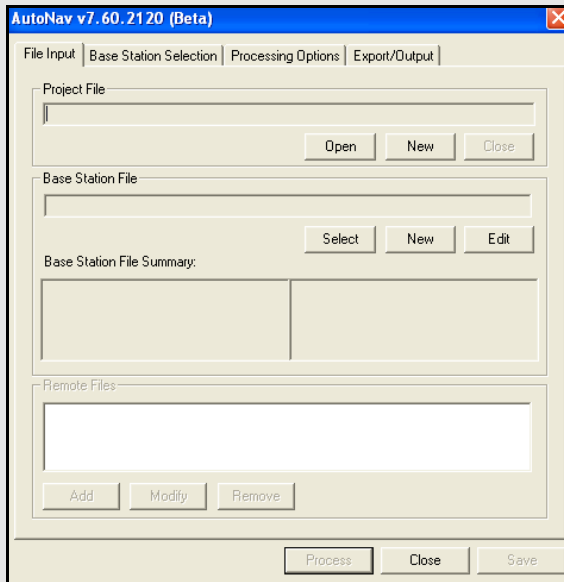 AutoNav v7.60.2120 (Beta)
File Input Base Station Selection Processing Options Export/Output
Project File
Open New Close
Base Station File
Select New Edit
Base Station File Summary:
Remote Files
Add Modify Remove
Process Close Save